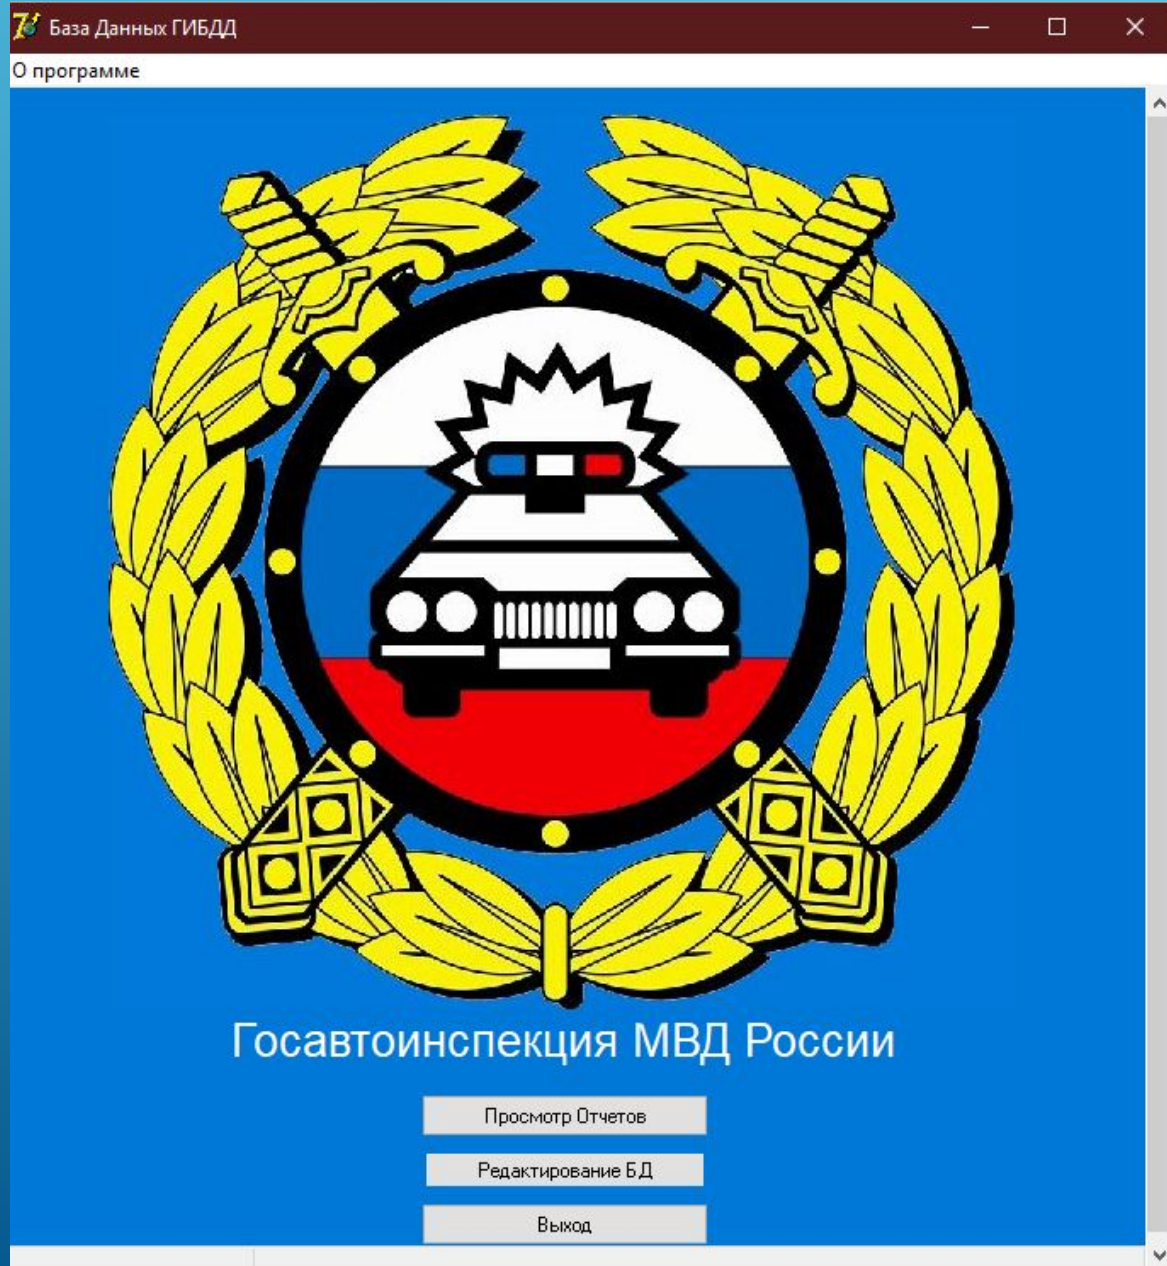 База Данных ГИБДД
О программе
Госавтоинспекция МВД России
Просмотр Отчетов
Редактирование БД
Выход